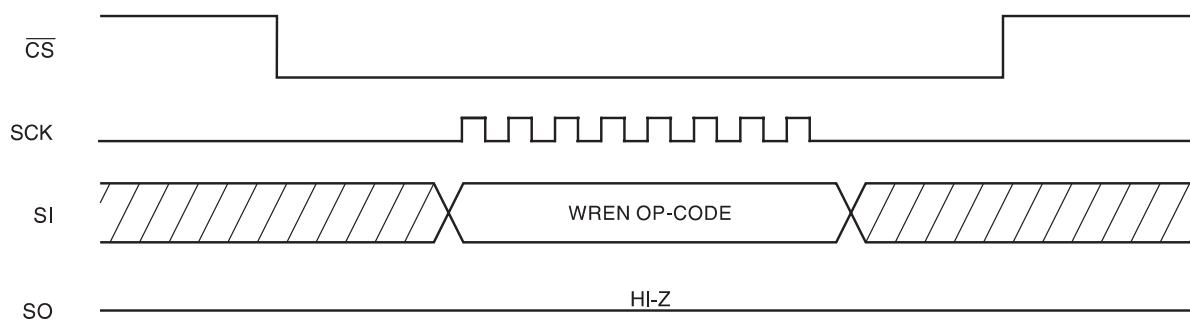 CS
SCK
SI
WREN OP-CODE
SO
HI-Z